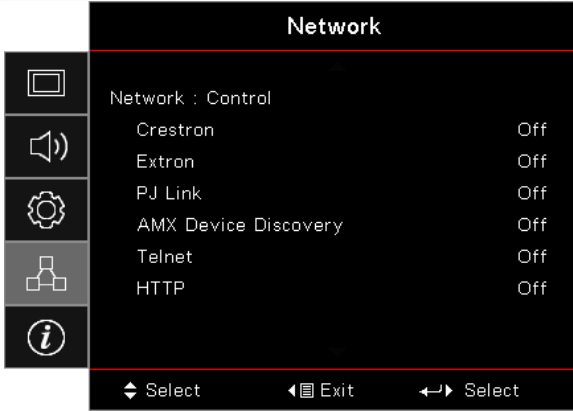 Network
Network : Control
Crestron Off
Extron Off
PJ Link Off
AMX Device Discovery Off
Telnet Off
HTTP Off
Select Exit Select